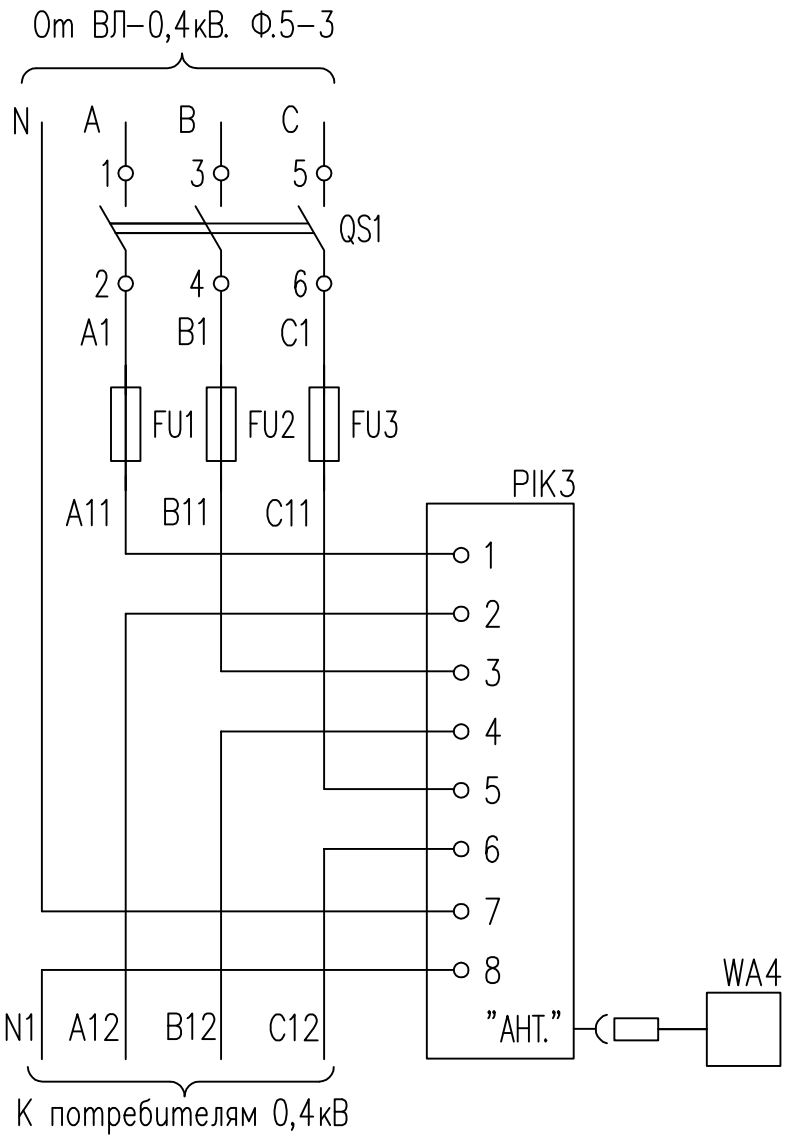 От ВЛ-0,4кВ. Ф.5-3
N A B C
1 3 5
QS1
2 4 6
A1 B1 C1
FU1 FU2 FU3
PIK3
A11 B11 C11
1
2
3
4
5
6
7
8
WA4
N1 A12 B12 C12 "АНТ."
К потребителям 0,4кВ